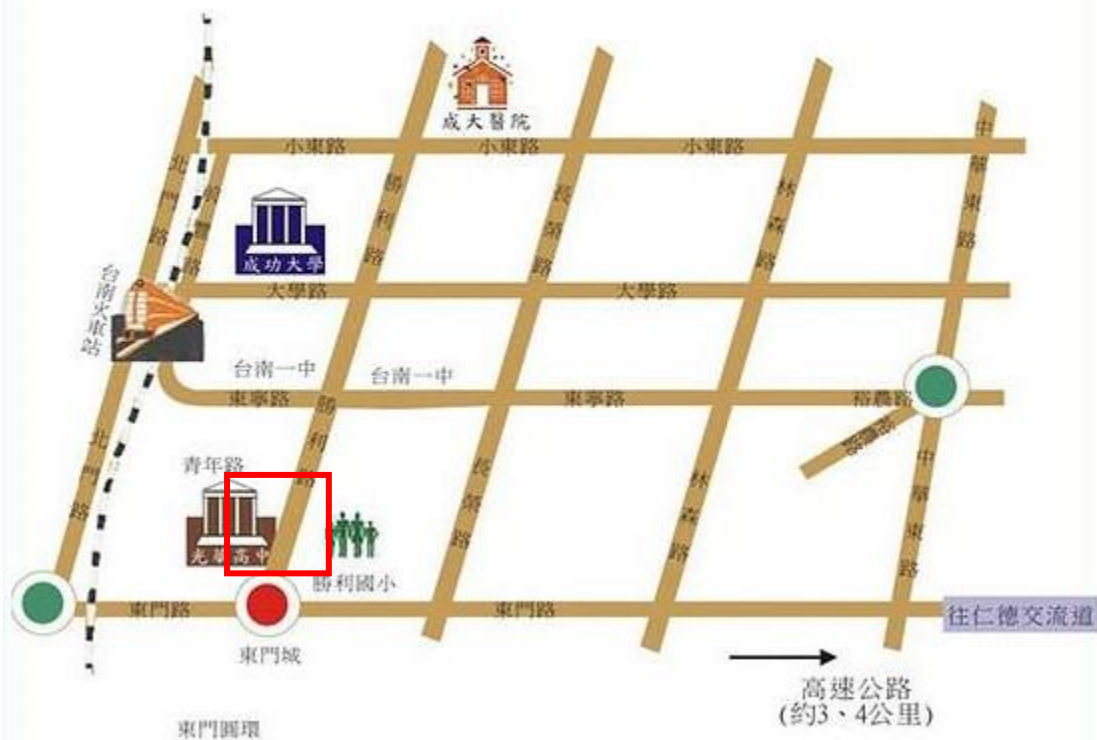 成大醫院
小東路
小東路
小東路
北門路
前鋒路
勝利路
長榮路
林森路
中華東路
成功大學
大學路
大學路
台南火車站
台南一中
台南一中
東寧路
東寧路
裕農路
裕農路
勝利路
北門路
青年路
長榮路
林森路
中華東路
光華高中
勝利國小
東門路
東門路
往仁德交流道
東門城
高速公路
(約3、4公里)
東門圓環